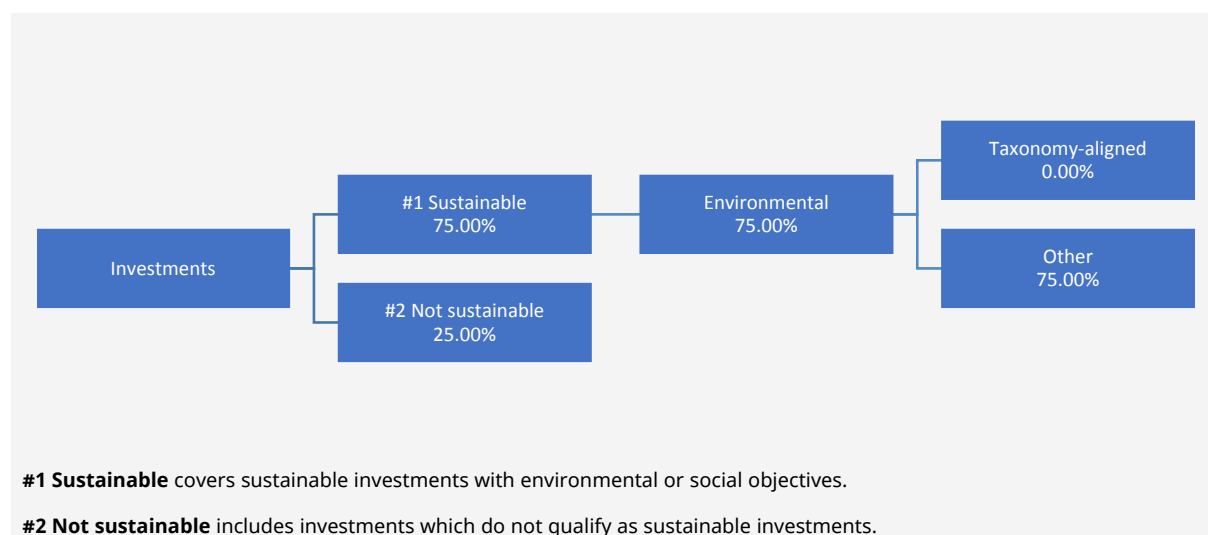 Taxonomy-aligned
0.00%
#1 Sustainable
75.00%
Environmental
75.00%
Investments
Other
75.00%
#2 Not sustainable
25.00%
#1 Sustainable covers sustainable investments with environmental or social objectives.
#2 Not sustainable includes investments which do not qualify as sustainable investments.